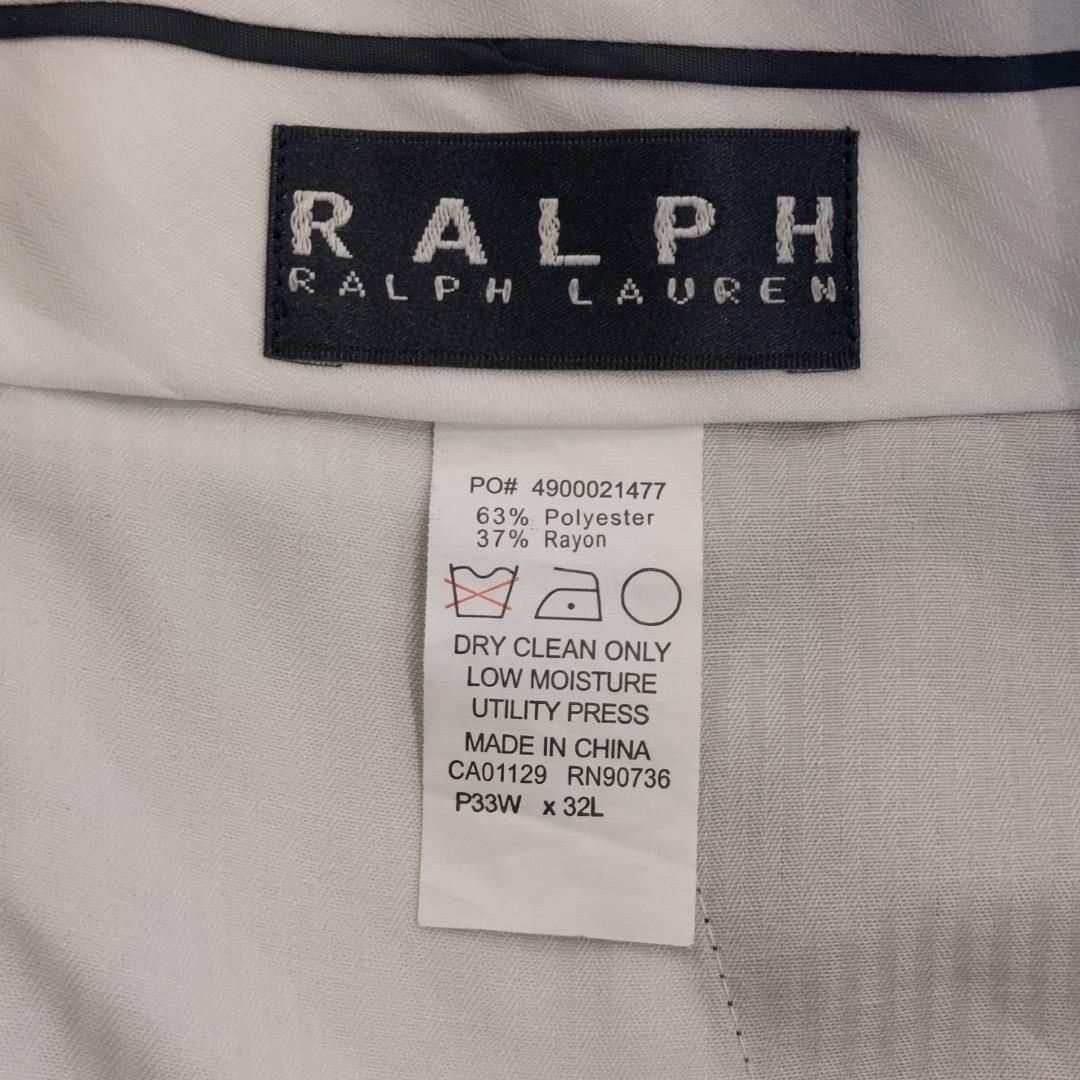 RALPH
RALPH LAUREN
PO# 4900021477
63% Polyester
37% Rayon
DRY CLEAN ONLY
LOW MOISTURE
UTILITY PRESS
MADE IN CHINA
CA01129 RN90736
P33W x 32L